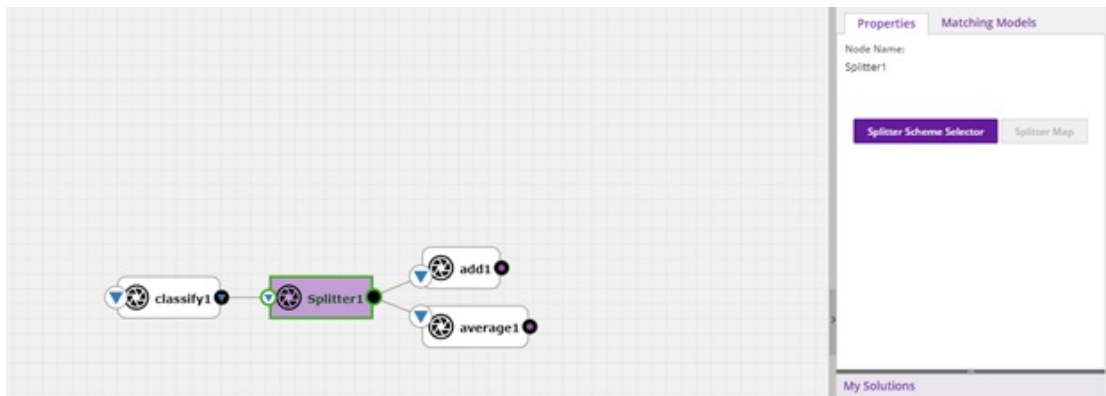 Properties Matching Models
Node Name:
Splitter1
Splitter Scheme Selector Splitter Map
add1
classify1 Splitter1
average1
My Solutions